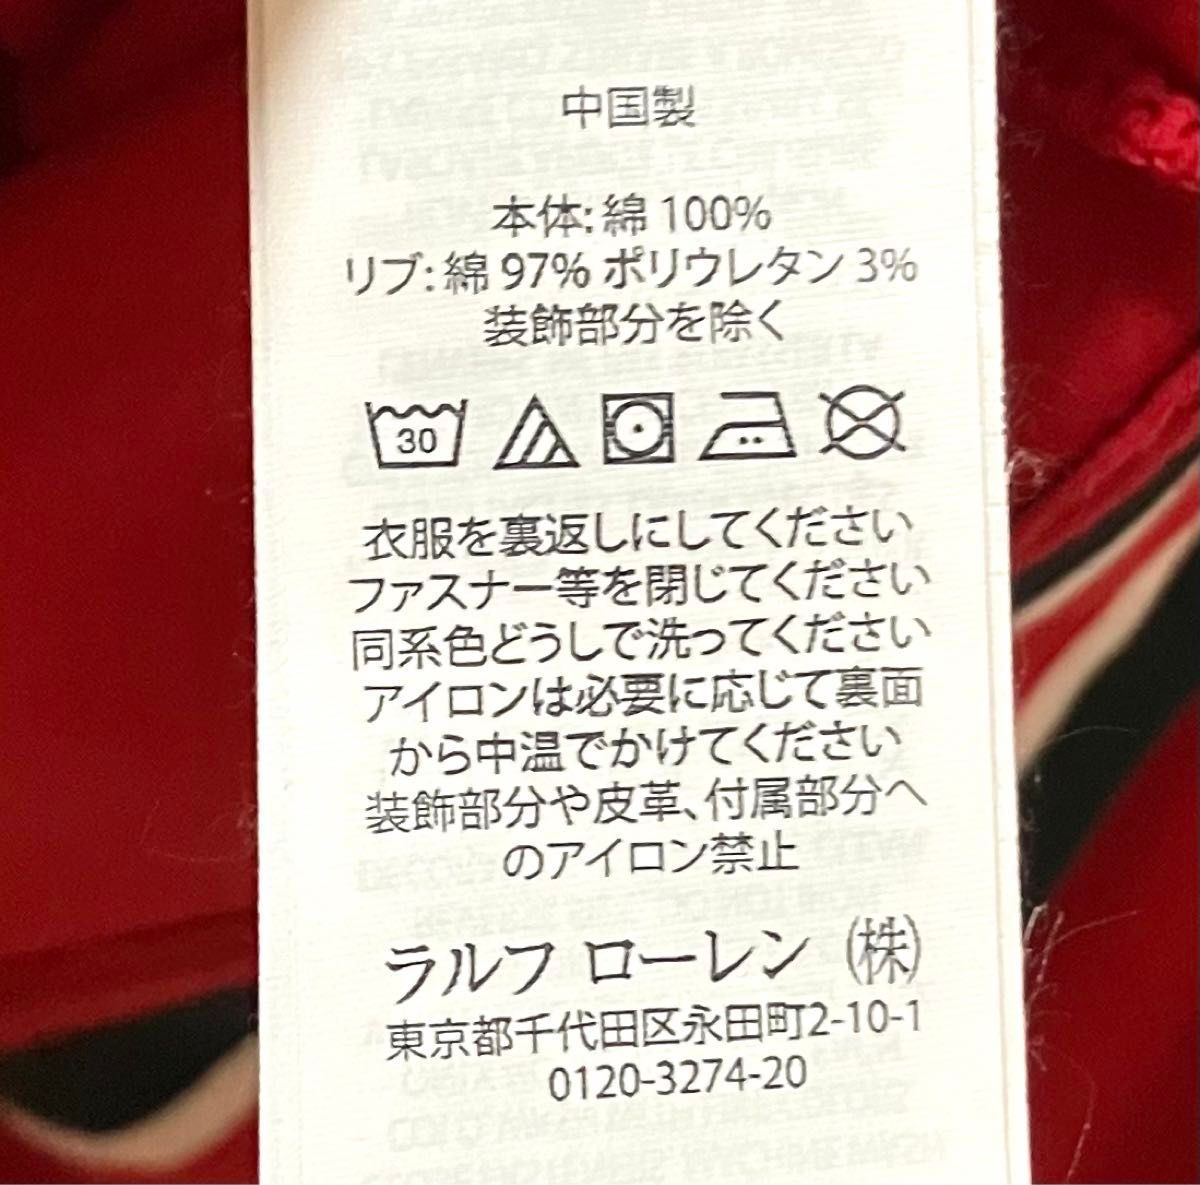 中国製
本体: 綿 100%
リブ: 綿 97% ポリウレタン 3%
装飾部分を除く
30
衣服を裏返しにしてください
ファスナー等を閉じてください
同系色どうしで洗ってください
アイロンは必要に応じて裏面
から中温でかけてください
装飾部分や皮革、付属部分へ
のアイロン禁止
ラルフ ローレン (株)
東京都千代田区永田町2-10-1
0120-3274-20